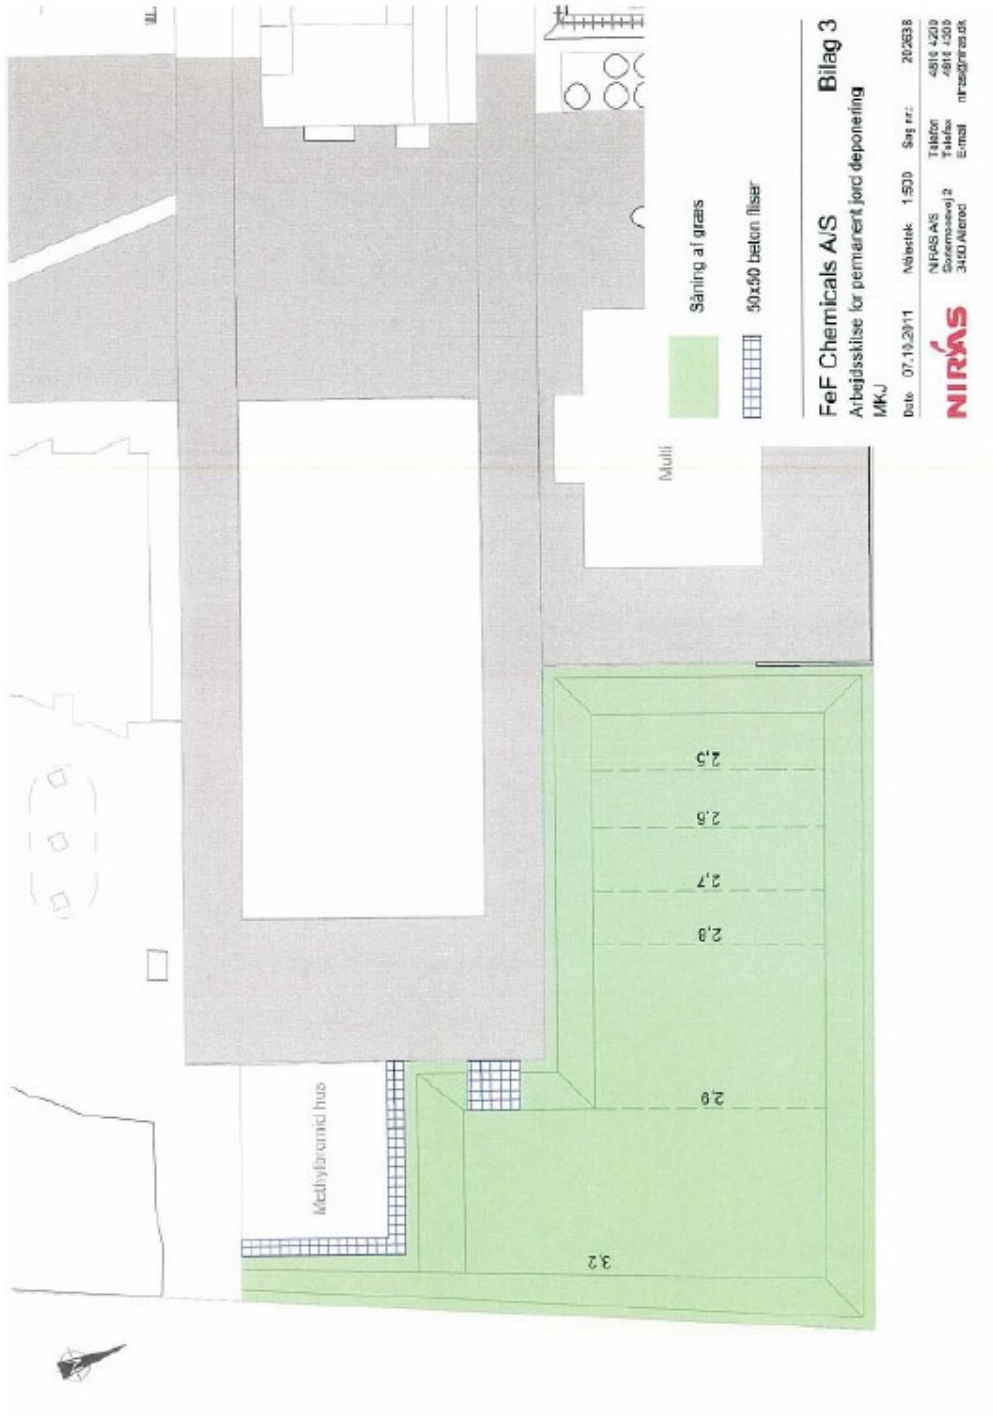 Såning af græs
50x50 beton fliser
FeF Chemicals A/S Bilag 3
Arbejdsskitse for permanent jord deponering
MKJ
Dato 07.10.2011 Målestok 1:500 Sag nr.: 202638
NIRAS
NIRAS A/S
Sortemosevej 2
3450 Allerød
Telefon 4810 4200
Telefax 4810 4300
E-mail niras@niras.dk
Multi
Methylbromid hus
2,5
2,6
2,7
2,8
2,9
3,2